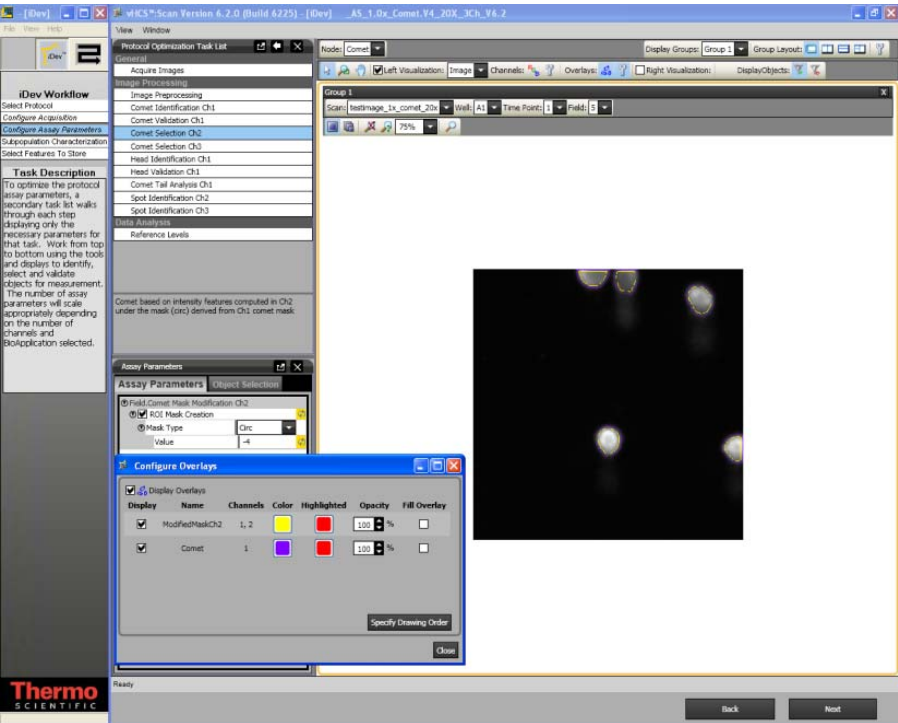 - [iDev]
vHCS™:Scan Version 6.2.0 (Build 6225) - [iDev] _AS_1.0x_Comet.V4_20X_3Ch_V6.2
File View Help
View Window
iDev™
iDev Workflow
Select Protocol
Configure Acquisition
Configure Assay Parameters
Subpopulation Characterization
Select Features To Store
Task Description
To optimize the protocol
assay parameters, a
secondary task list walks
through each step
displaying only the
necessary parameters for
that task. Work from top
to bottom using the tools
and displays to identify,
select and validate
objects for measurement.
The number of assay
parameters will scale
appropriately depending
on the number of
channels and
BioApplication selected.
Thermo
SCIENTIFIC
Protocol Optimization Task List
General
Acquire Images
Image Processing
Image Preprocessing
Comet Identification Ch1
Comet Validation Ch1
Comet Selection Ch2
Comet Selection Ch3
Head Identification Ch1
Head Validation Ch1
Comet Tail Analysis Ch1
Spot Identification Ch2
Spot Identification Ch3
Data Analysis
Reference Levels
Comet based on intensity features computed in Ch2
under the mask (circ) derived from Ch1 comet mask
Assay Parameters
Assay Parameters Object Selection
Field.Comet Mask Modification Ch2
ROI Mask Creation
Mask Type Circ
Value -4
Configure Overlays
Display Overlays
Display Name Channels Color Highlighted Opacity Fill Overlay
ModifiedMaskCh2 1, 2 100 %
Comet 1 100 %
Specify Drawing Order
Close
Node: Comet Display Groups: Group 1 Group Layout:
Left Visualization: Image Channels: Overlays: Right Visualization: DisplayObjects:
Group 1 X
Scan: testimage_1x_comet_20x Well: A1 Time Point: 1 Field: 5
75%
Ready
Back Next